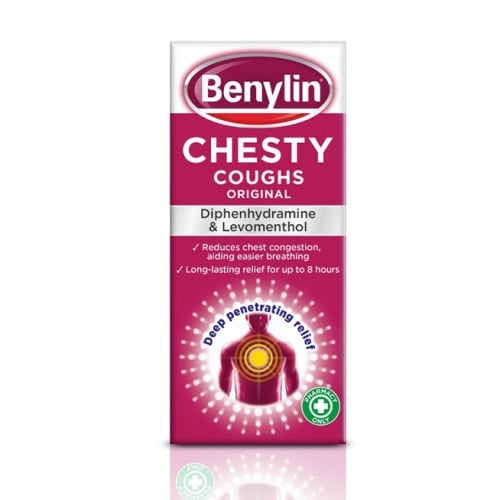 Benylin®
CHESTY
COUGHS
ORIGINAL
Diphenhydramine
& Levomenthol
✓ Reduces chest congestion,
aiding easier breathing
✓ Long-lasting relief for up to 8 hours
Deep penetrating relief
PHARMACY
ONLY